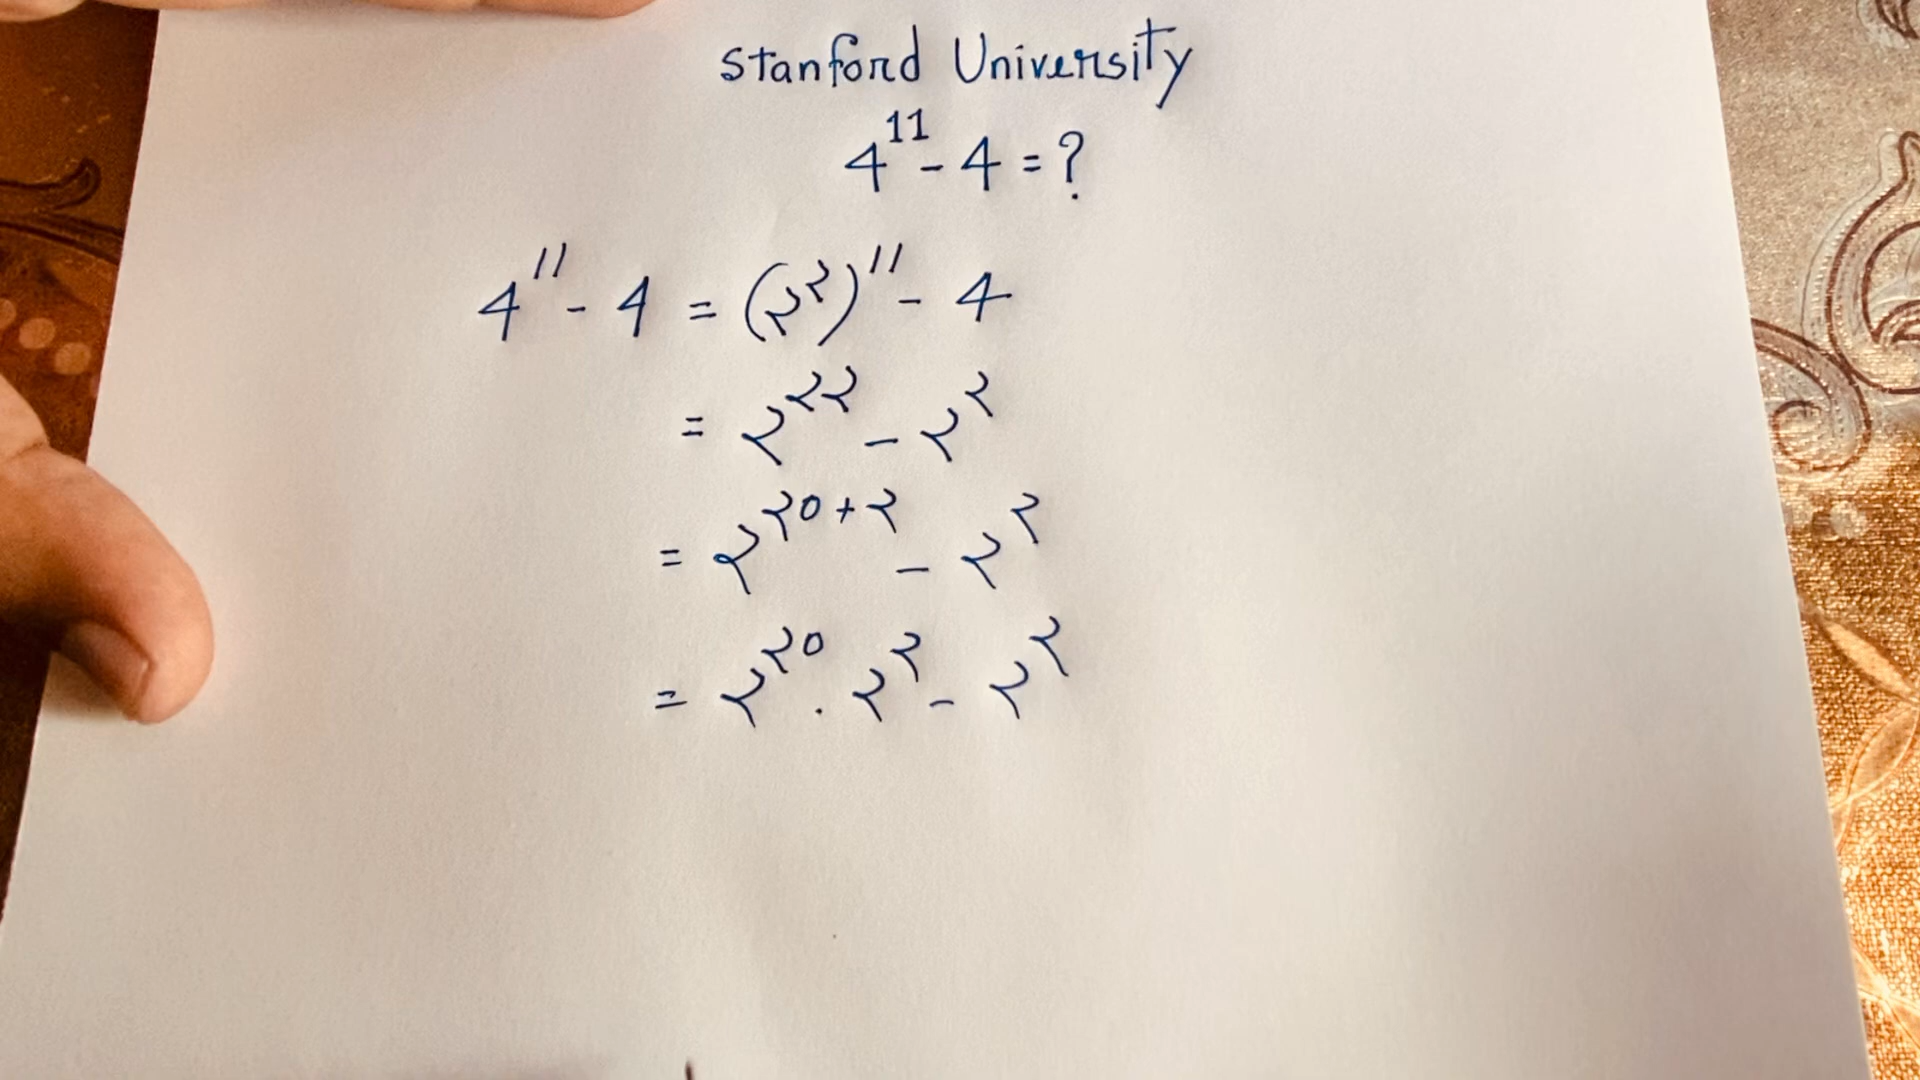 Stanford University
4^11 - 4 = ?
4^11 - 4 = (2^2)^11 - 4
= 2^22 - 2^2
= 2^20+2 - 2^2
= 2^20 . 2^2 - 2^2